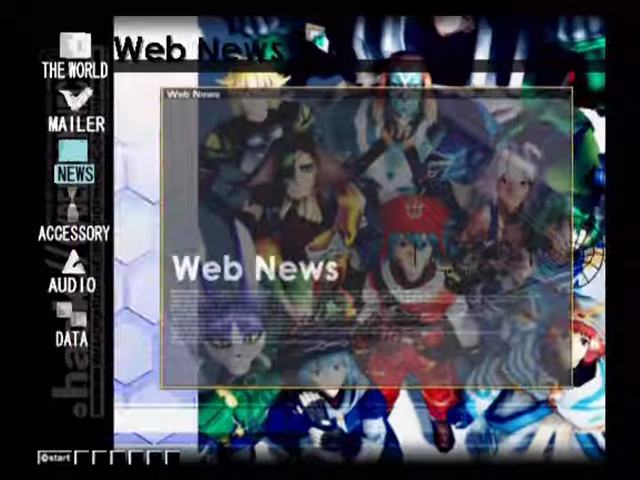 Web News
THE WORLD
Web News
MAILER
NEWS
ACCESSORY
Web News
AUDIO
DATA
start